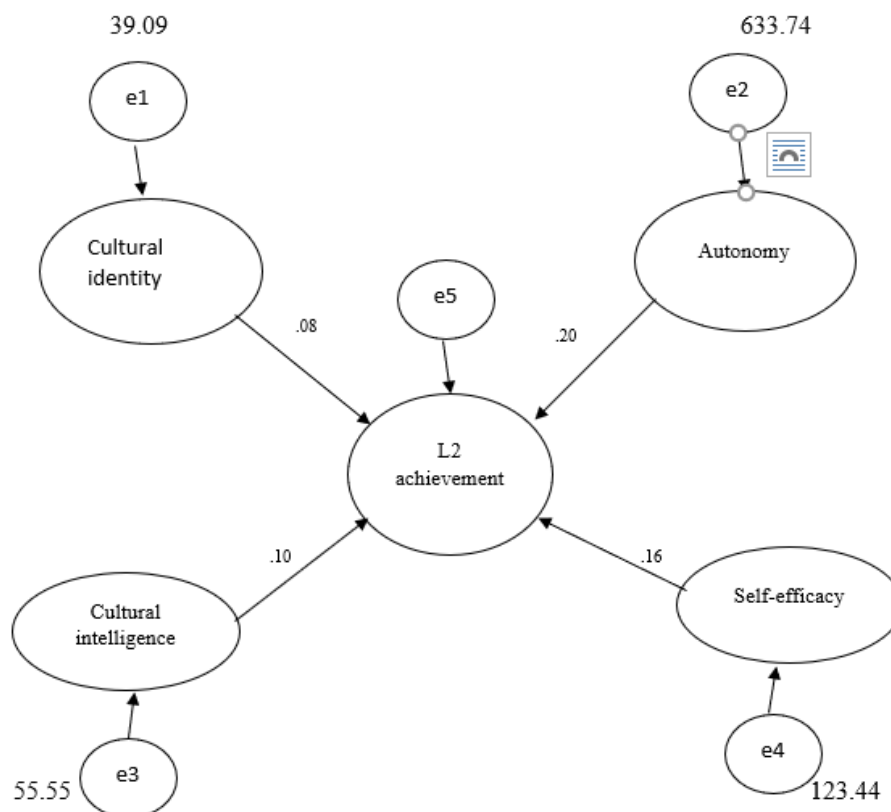 39.09
633.74
e1
e2
Cultural
identity
Autonomy
e5
.08
.20
L2
achievement
.10
.16
Cultural
intelligence
Self-efficacy
e3
e4
55.55
123.44